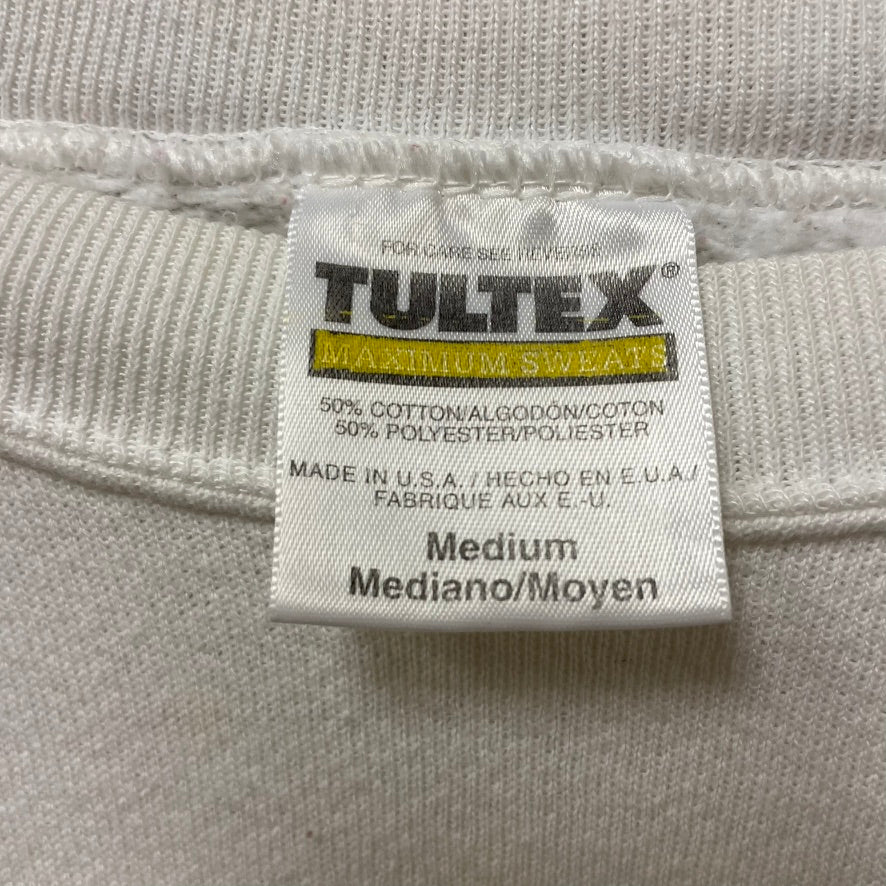 FOR CARE SEE REVERSE
TULTEX®
MAXIMUM SWEATS
50% COTTON/ALGODÓN/COTON
50% POLYESTER/POLIESTER
MADE IN U.S.A./HECHO EN E.U.A./
FABRIQUE AUX E.-U.
Medium
Mediano/Moyen